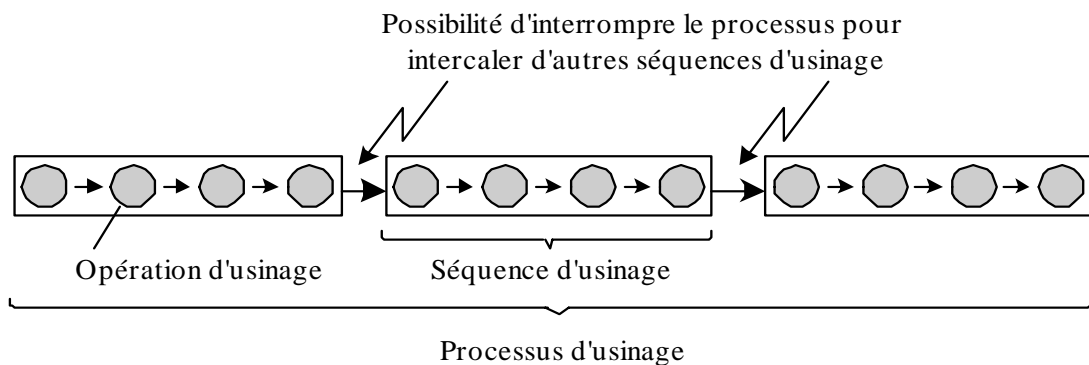 Possibilité d'interrompre le processus pour
intercaler d'autres séquences d'usinage
Opération d'usinage
Séquence d'usinage
Processus d'usinage